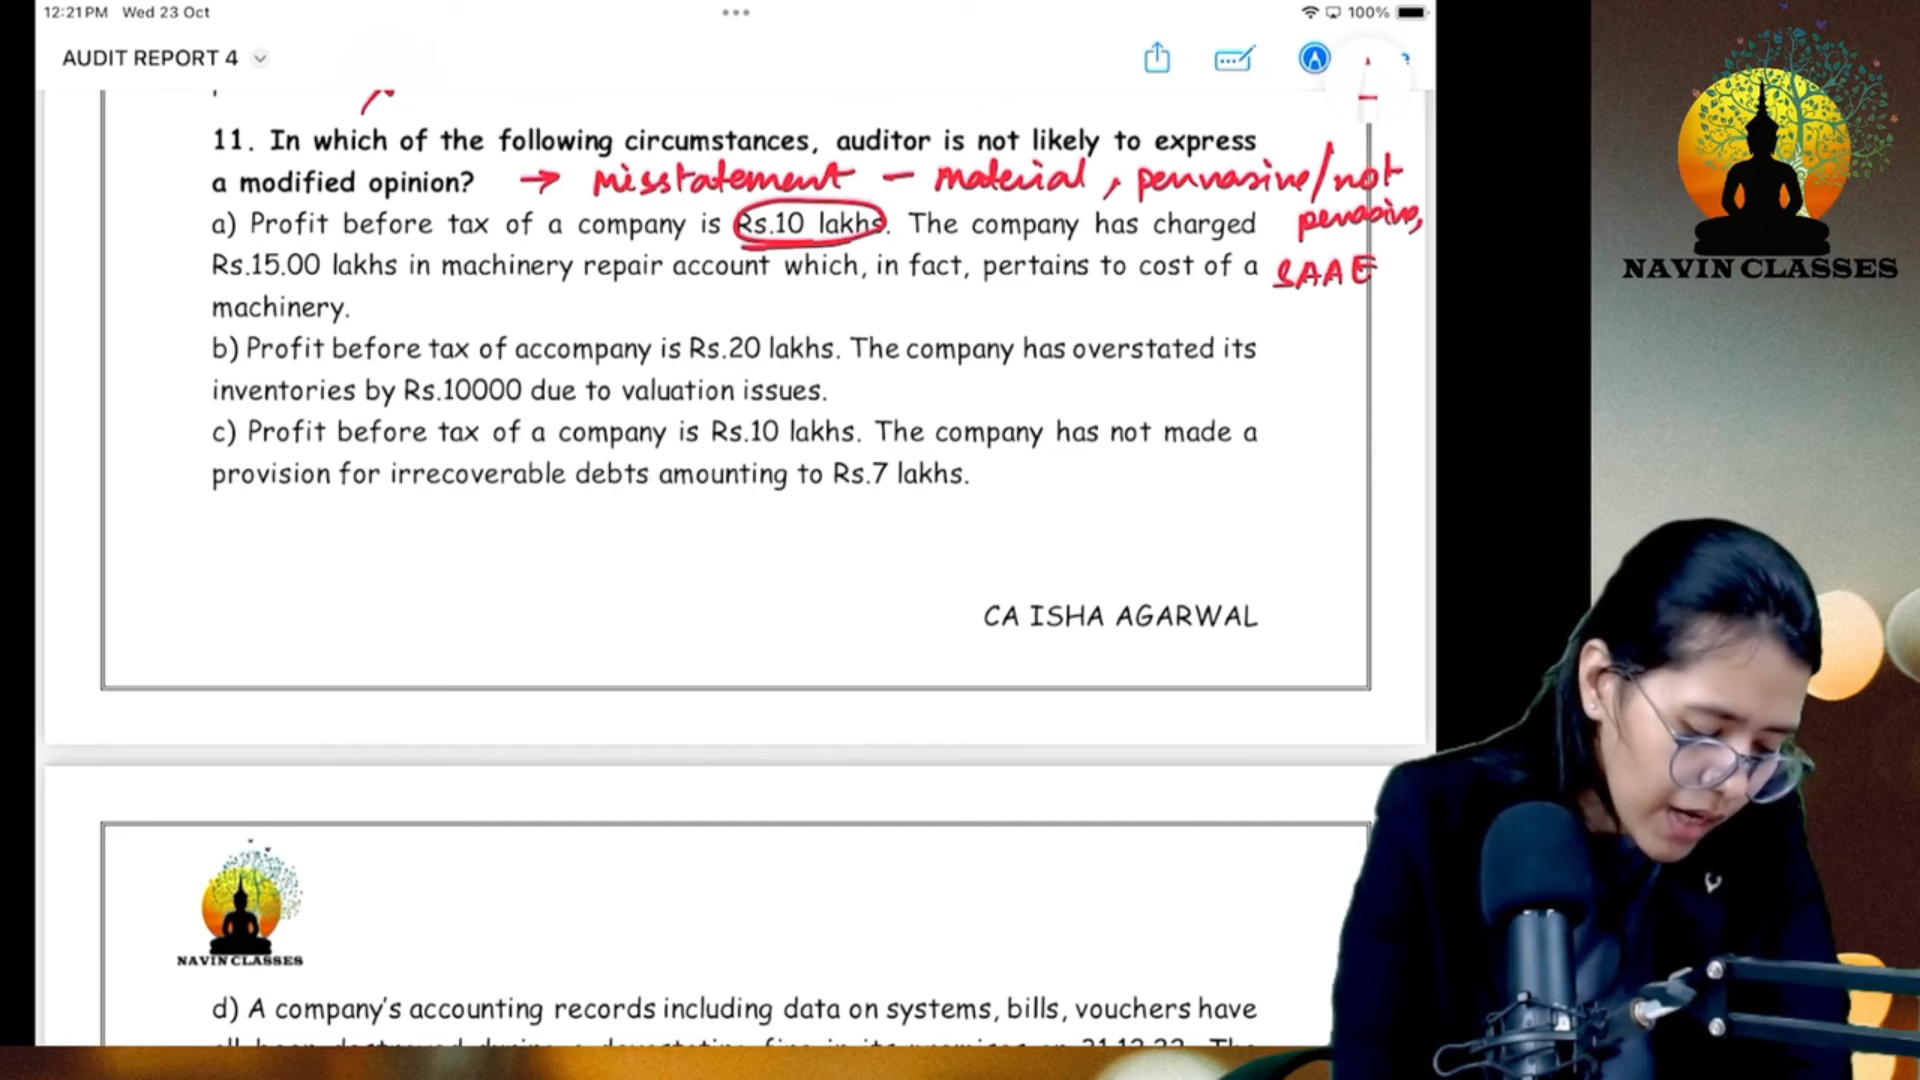 12:21 PM Wed 23 Oct
100%
AUDIT REPORT 4
11. In which of the following circumstances, auditor is not likely to express
a modified opinion? → misstatement – material, pervasive/not
pervasive,
a) Profit before tax of a company is Rs.10 lakhs. The company has charged
Rs.15.00 lakhs in machinery repair account which, in fact, pertains to cost of a
SAAE
machinery.
b) Profit before tax of accompany is Rs.20 lakhs. The company has overstated its
inventories by Rs.10000 due to valuation issues.
c) Profit before tax of a company is Rs.10 lakhs. The company has not made a
provision for irrecoverable debts amounting to Rs.7 lakhs.
CA ISHA AGARWAL
NAVIN CLASSES
d) A company's accounting records including data on systems, bills, vouchers have
NAVIN CLASSES